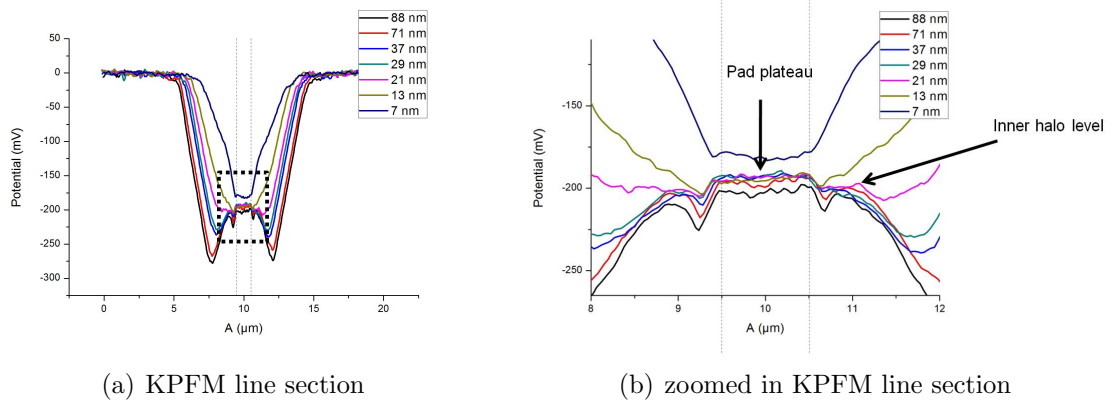 88 nm
71 nm
37 nm
29 nm
21 nm
13 nm
7 nm
50
0
-50
-100
-150
-200
-250
-300
Potential (mV)
0 5 10 15 20
A (µm)
(a) KPFM line section
88 nm
71 nm
37 nm
29 nm
21 nm
13 nm
7 nm
Pad plateau
Inner halo level
-150
-200
-250
Potential (mV)
8 9 10 11 12
A (µm)
(b) zoomed in KPFM line section